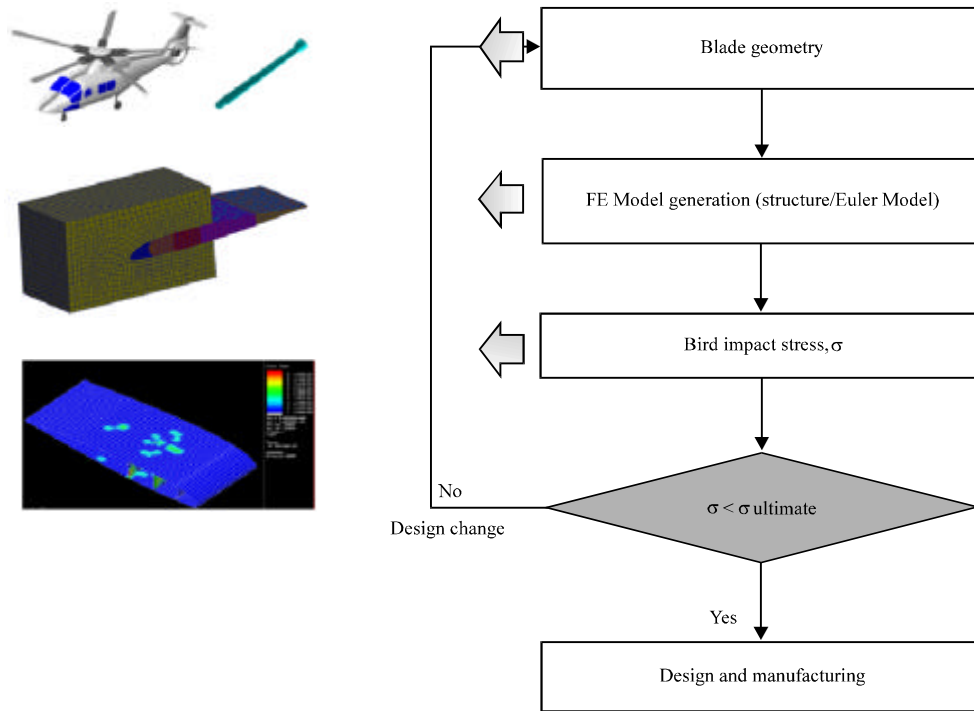 Blade geometry
FE Model generation (structure/Euler Model)
Bird impact stress, σ
No
σ < σ ultimate
Design change
Yes
Design and manufacturing